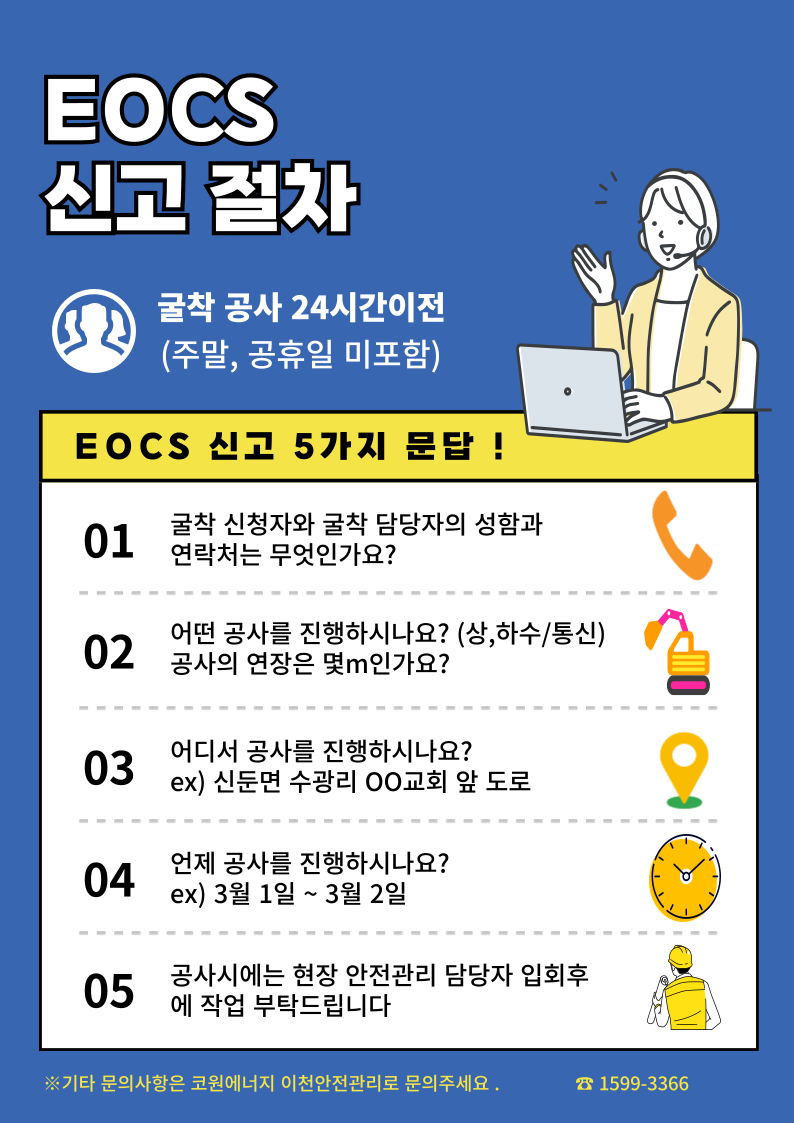 EOCS
신고 절차
굴착 공사 24시간이전
(주말, 공휴일 미포함)
EOCS 신고 5가지 문답 !
01
굴착 신청자와 굴착 담당자의 성함과
연락처는 무엇인가요?
02
어떤 공사를 진행하시나요? (상,하수/통신)
공사의 연장은 몇m인가요?
03
어디서 공사를 진행하시나요?
ex) 신둔면 수광리 OO교회 앞 도로
04
언제 공사를 진행하시나요?
ex) 3월 1일 ~ 3월 2일
05
공사시에는 현장 안전관리 담당자 입회후
에 작업 부탁드립니다
※기타 문의사항은 코원에너지 이천안전관리로 문의주세요 .
☎ 1599-3366